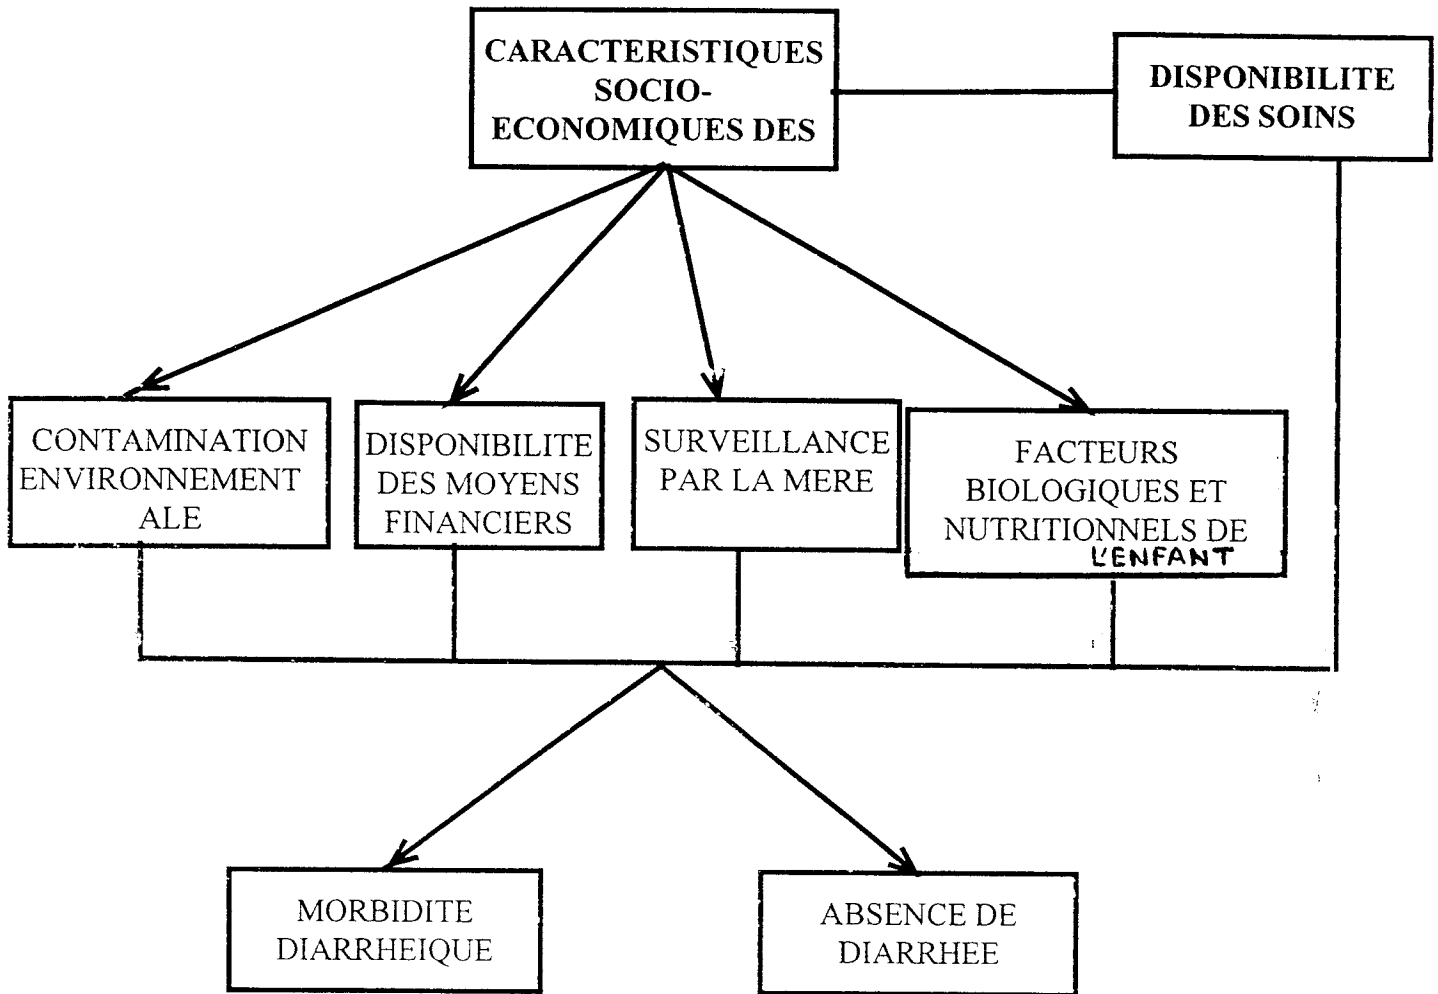 CARACTERISTIQUES
SOCIO-
ECONOMIQUES DES
DISPONIBILITE
DES SOINS
CONTAMINATION
ENVIRONNEMENT
ALE
DISPONIBILITE
DES MOYENS
FINANCIERS
SURVEILLANCE
PAR LA MERE
FACTEURS
BIOLOGIQUES ET
NUTRITIONNELS DE
L'ENFANT
MORBIDITE
DIARRHEIQUE
ABSENCE DE
DIARRHEE